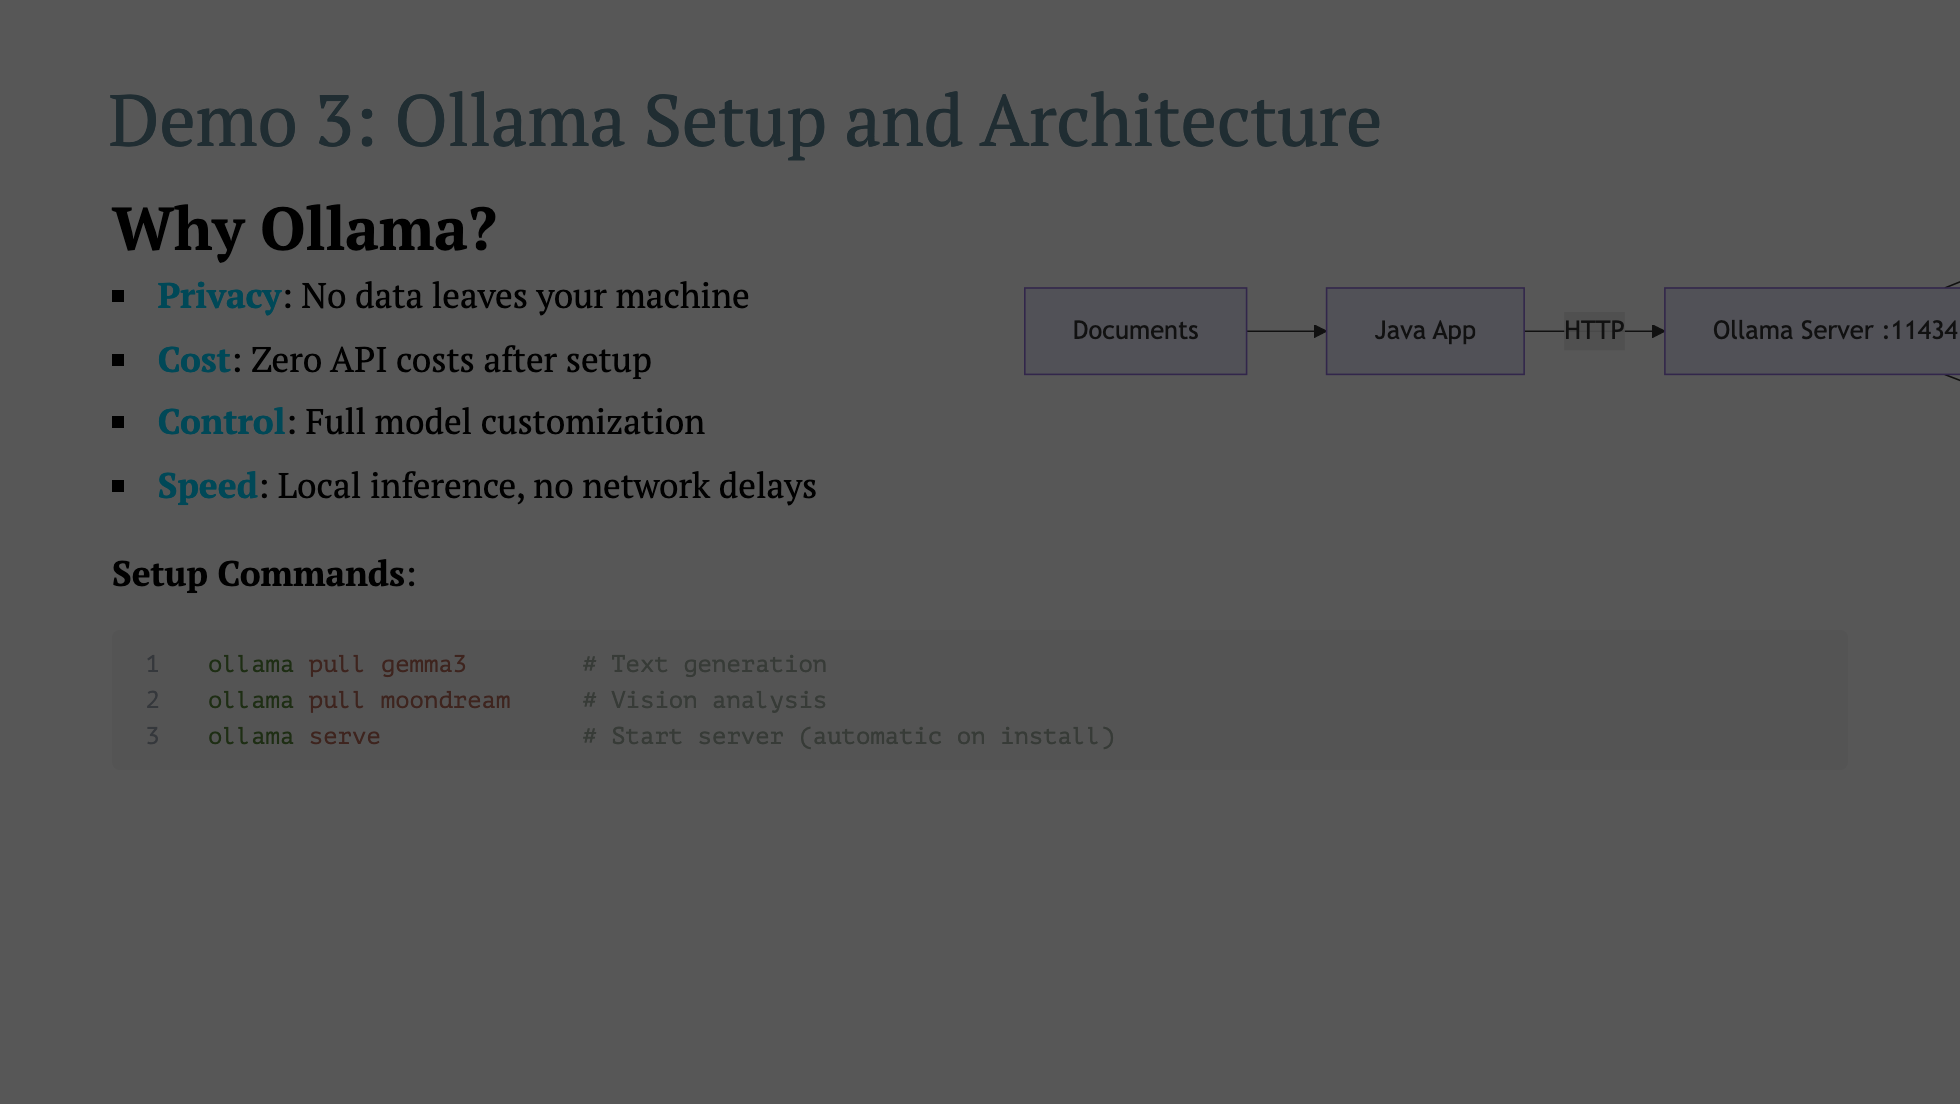 Demo 3: Ollama Setup and Architecture
Why Ollama?
Privacy: No data leaves your machine
Cost: Zero API costs after setup
Control: Full model customization
Speed: Local inference, no network delays
Documents
Java App
HTTP
Ollama Server :11434
Setup Commands:
1 ollama pull gemma3 # Text generation
2 ollama pull moondream # Vision analysis
3 ollama serve # Start server (automatic on install)